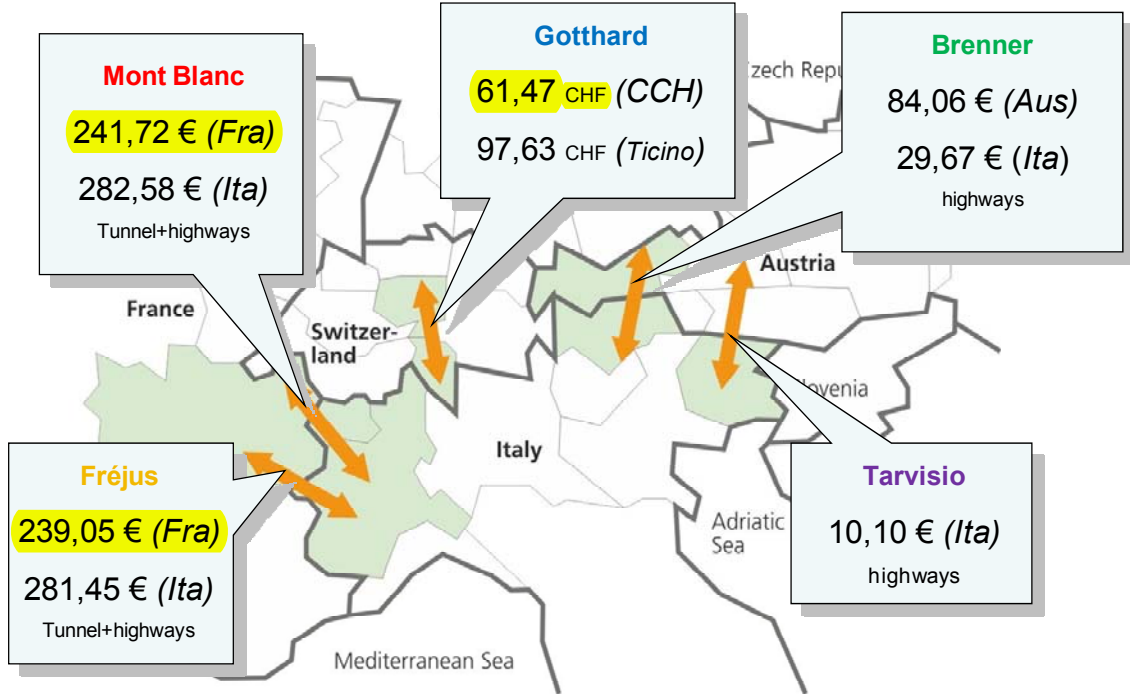 Mont Blanc
241,72 € (Fra)
282,58 € (Ita)
Tunnel+highways
Gotthard
61,47 CHF (CCH)
97,63 CHF (Ticino)
Brenner
84,06 € (Aus)
29,67 € (Ita)
highways
zech Repu
France
Switzer-
land
Austria
Italy
ovenia
Adriatic
Sea
Mediterranean Sea
Fréjus
239,05 € (Fra)
281,45 € (Ita)
Tunnel+highways
Tarvisio
10,10 € (Ita)
highways